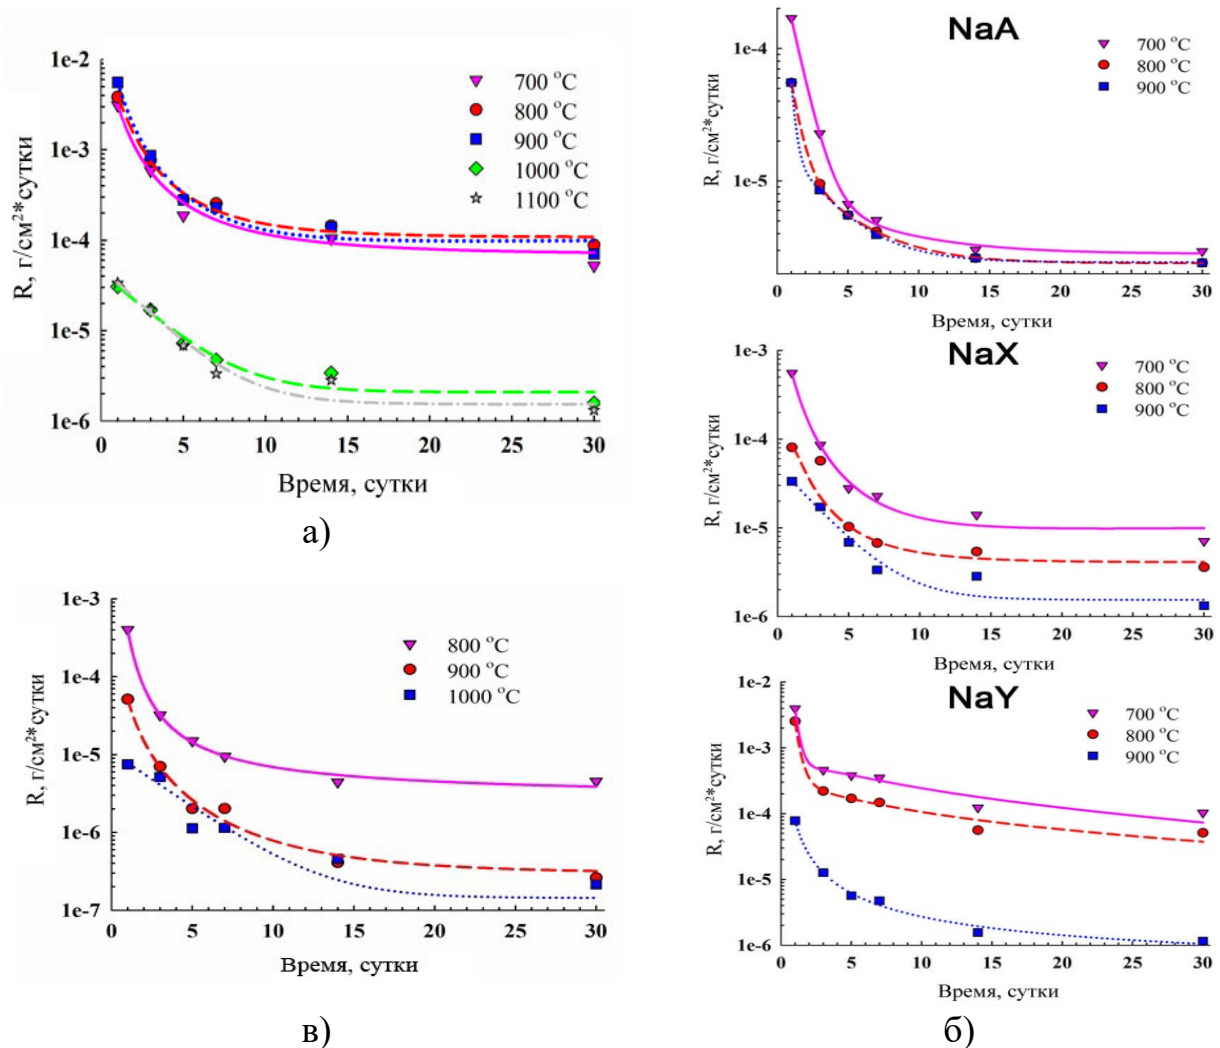 R, г/см²*сутки
1e-2
1e-3
1e-4
1e-5
1e-6
0 5 10 15 20 25 30
Время, сутки
700 °C
800 °C
900 °C
1000 °C
1100 °C
а)
NaA
R, г/см²*сутки
1e-4
1e-5
0 5 10 15 20 25 30
Время, сутки
700 °C
800 °C
900 °C
NaX
R, г/см²*сутки
1e-3
1e-4
1e-5
1e-6
0 5 10 15 20 25 30
Время, сутки
700 °C
800 °C
900 °C
NaY
R, г/см²*сутки
1e-2
1e-3
1e-4
1e-5
1e-6
0 5 10 15 20 25 30
Время, сутки
700 °C
800 °C
900 °C
б)
R, г/см²*сутки
1e-3
1e-4
1e-5
1e-6
1e-7
0 5 10 15 20 25 30
Время, сутки
800 °C
900 °C
1000 °C
в)